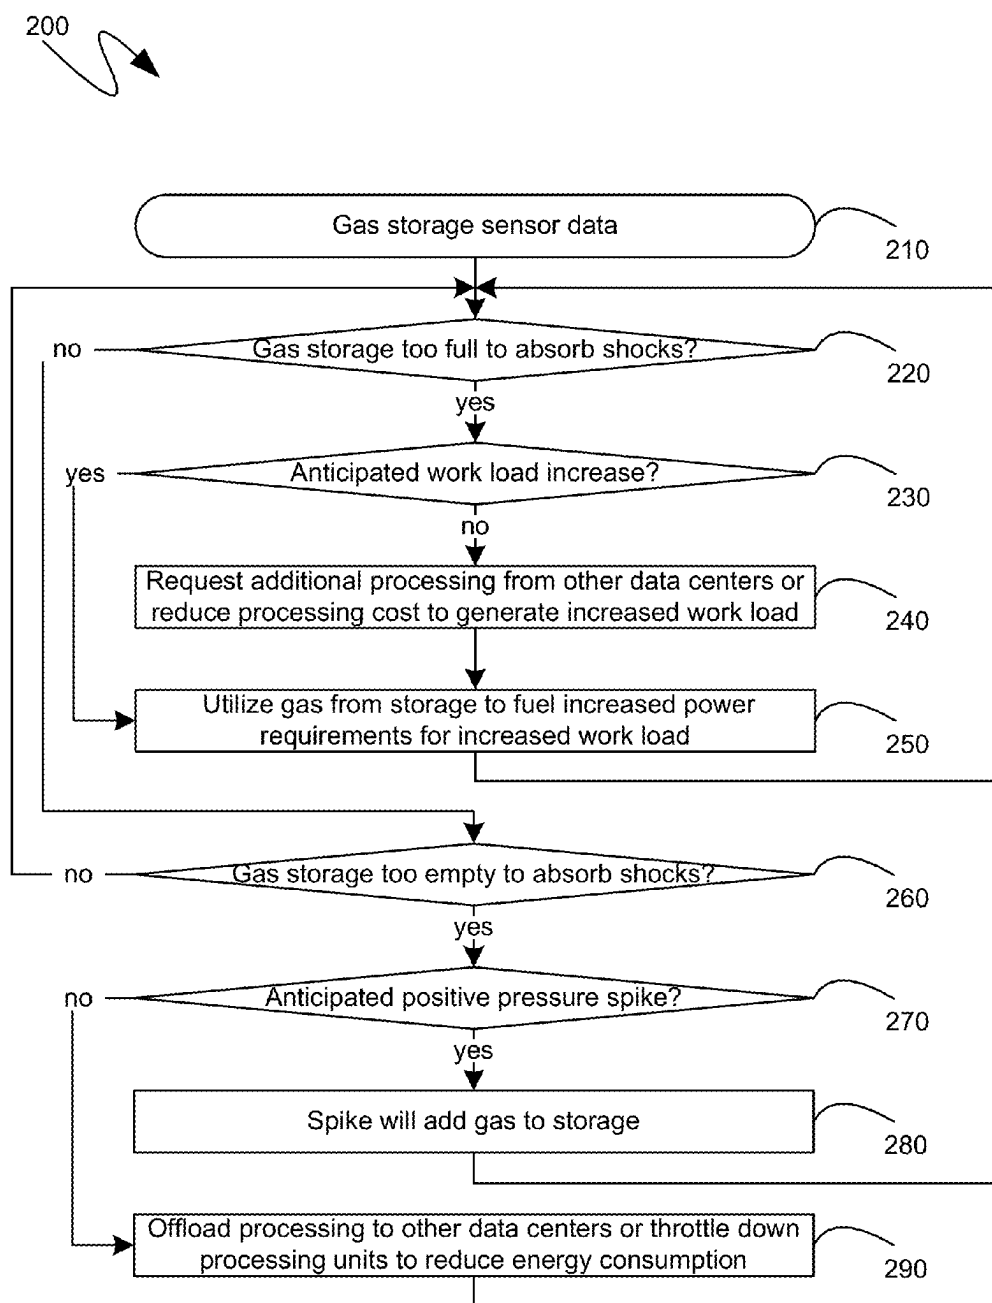 200
Gas storage sensor data
210
no
Gas storage too full to absorb shocks?
220
yes
yes
Anticipated work load increase?
230
no
Request additional processing from other data centers or
reduce processing cost to generate increased work load
240
Utilize gas from storage to fuel increased power
requirements for increased work load
250
no
Gas storage too empty to absorb shocks?
260
yes
no
Anticipated positive pressure spike?
270
yes
Spike will add gas to storage
280
Offload processing to other data centers or throttle down
processing units to reduce energy consumption
290